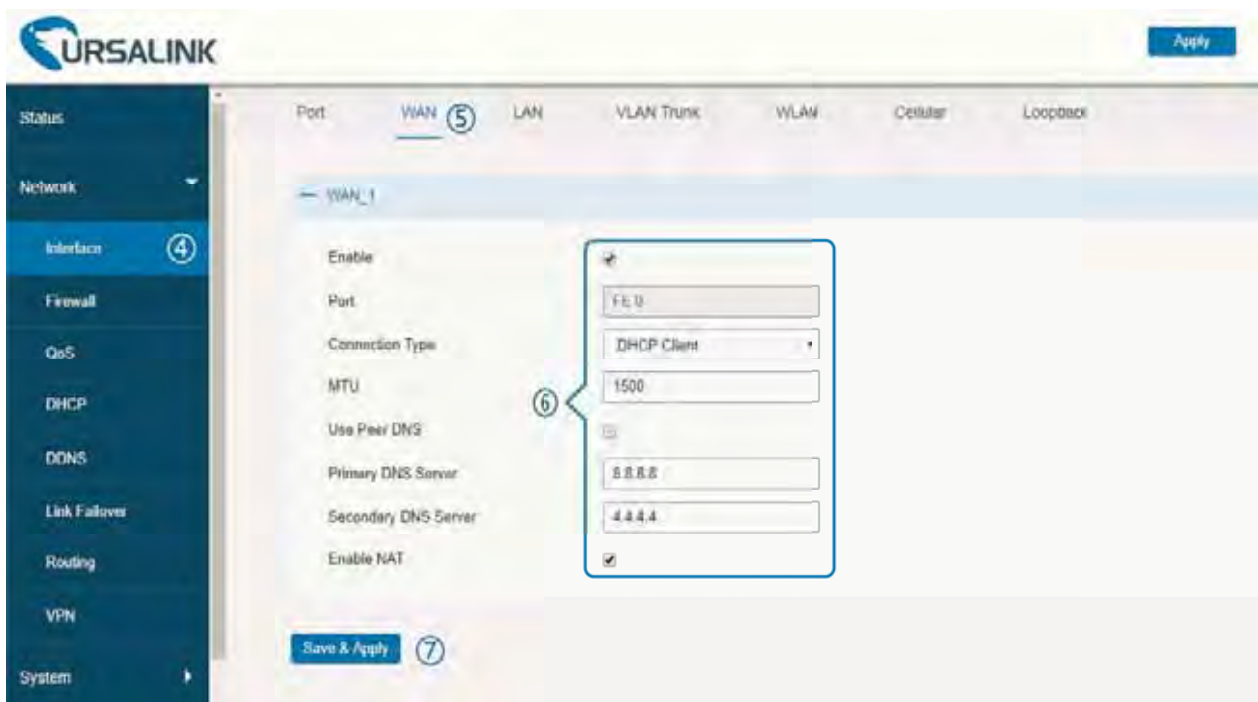 URSALINK
Apply
Status
Port WAN ⑤ LAN VLAN Trunk WLAN Cellular Loopback
Network
WAN_1
Interface ④
Enable
Firewall
Port FE 0
QoS
Connection Type DHCP Client
MTU 1500
⑥
DHCP
Use Peer DNS
DDNS
Primary DNS Server 8.8.8.8
Link Failover
Secondary DNS Server 4.4.4.4
Routing
Enable NAT
VPN
Save & Apply ⑦
System